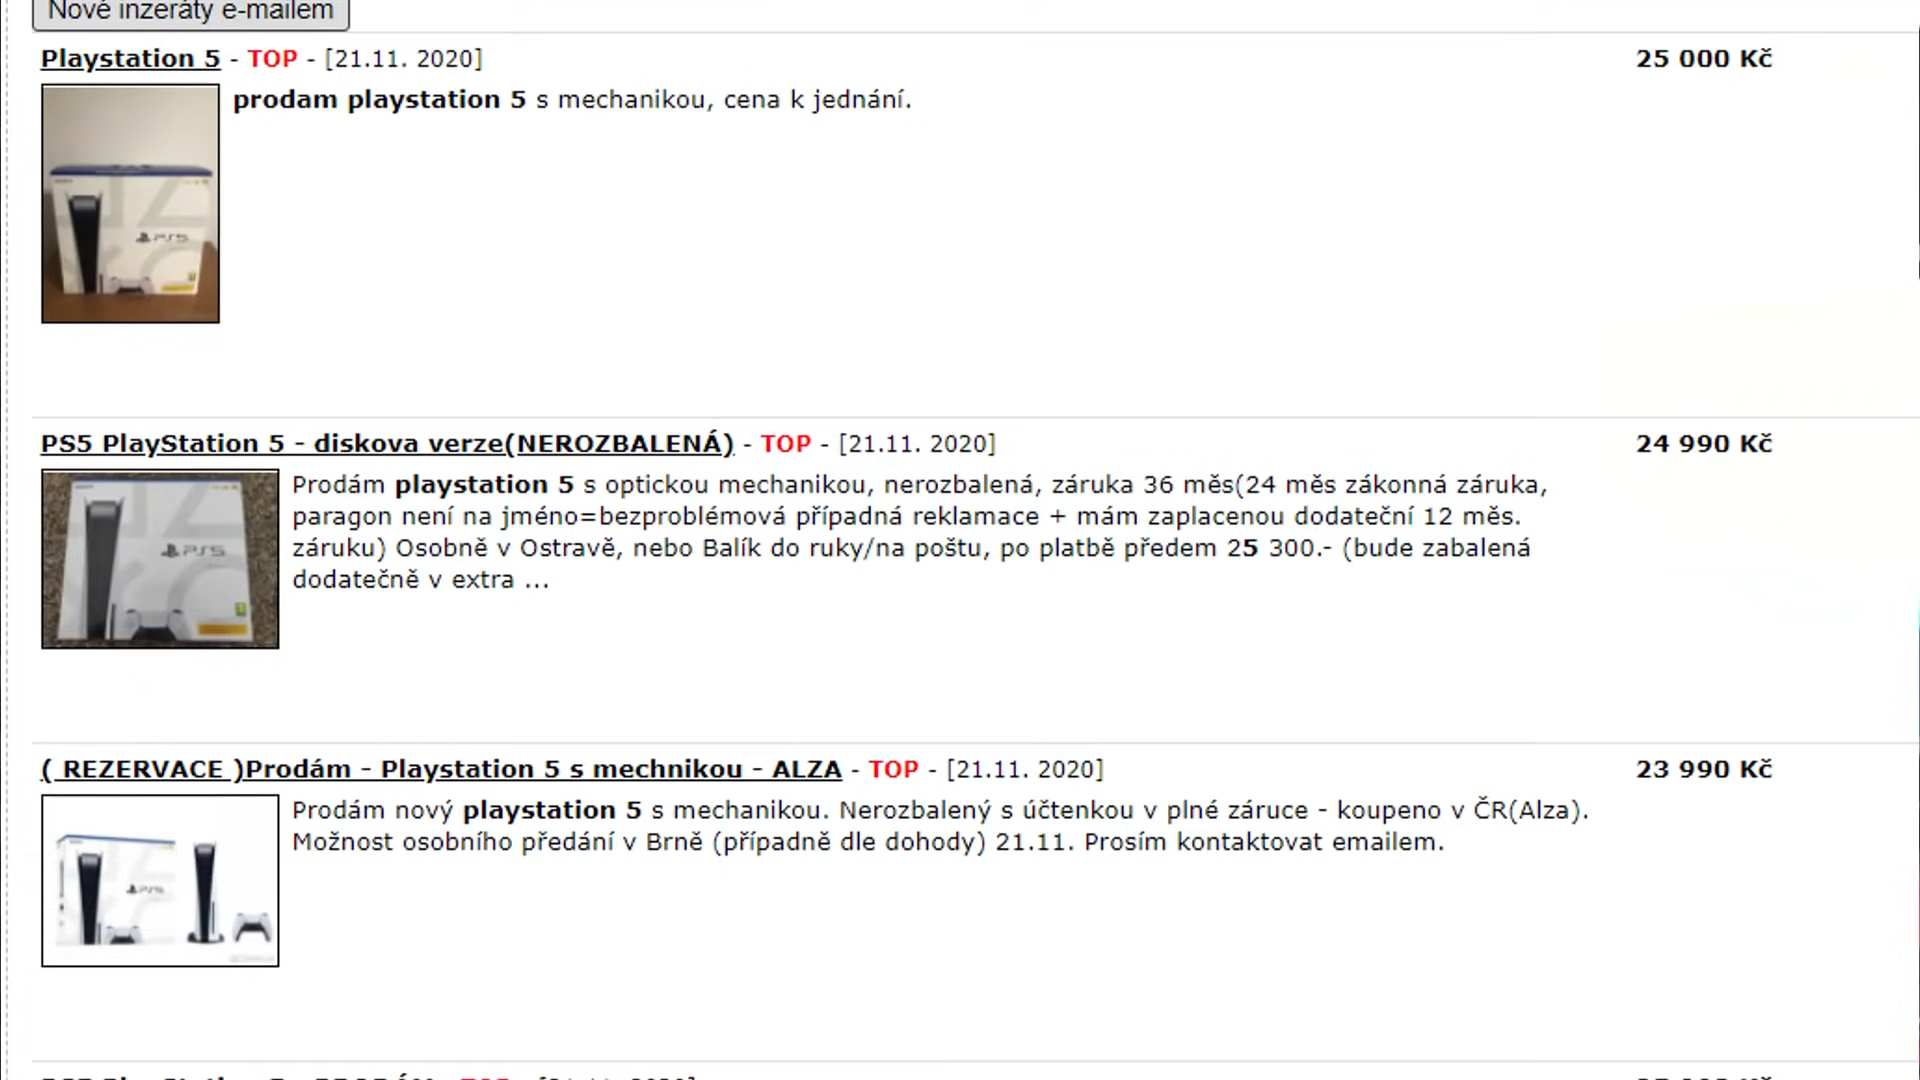 Nové inzeráty e-mailem
Playstation 5 - TOP - [21.11. 2020]
25 000 Kč
prodam playstation 5 s mechanikou, cena k jednání.
PS5
PS5 PlayStation 5 - diskova verze(NEROZBALENÁ) - TOP - [21.11. 2020]
24 990 Kč
Prodám playstation 5 s optickou mechanikou, nerozbalená, záruka 36 měs(24 měs zákonná záruka,
paragon není na jméno=bezproblémová případná reklamace + mám zaplacenou dodateční 12 měs.
záruku) Osobně v Ostravě, nebo Balík do ruky/na poštu, po platbě předem 25 300.- (bude zabalená
dodatečně v extra ...
PS5
( REZERVACE )Prodám - Playstation 5 s mechnikou - ALZA - TOP - [21.11. 2020]
23 990 Kč
Prodám nový playstation 5 s mechanikou. Nerozbalený s účtenkou v plné záruce - koupeno v ČR(Alza).
Možnost osobního předání v Brně (případně dle dohody) 21.11. Prosím kontaktovat emailem.
PS5